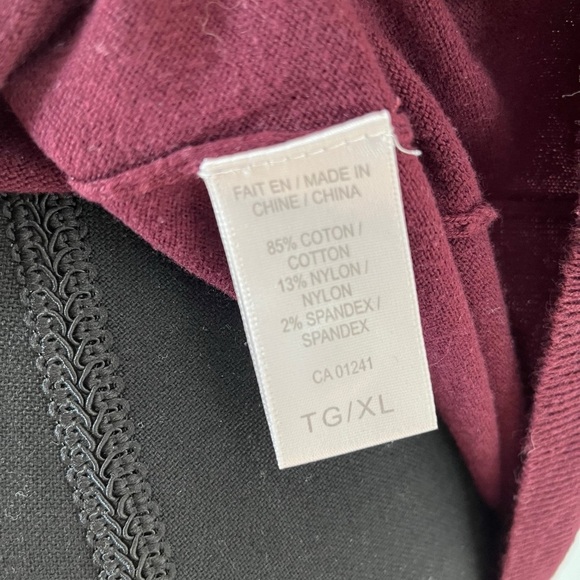 FAIT EN / MADE IN
CHINE / CHINA
85% COTON /
COTTON
13% NYLON /
NYLON
2% SPANDEX /
SPANDEX
CA 01241
TG/XL